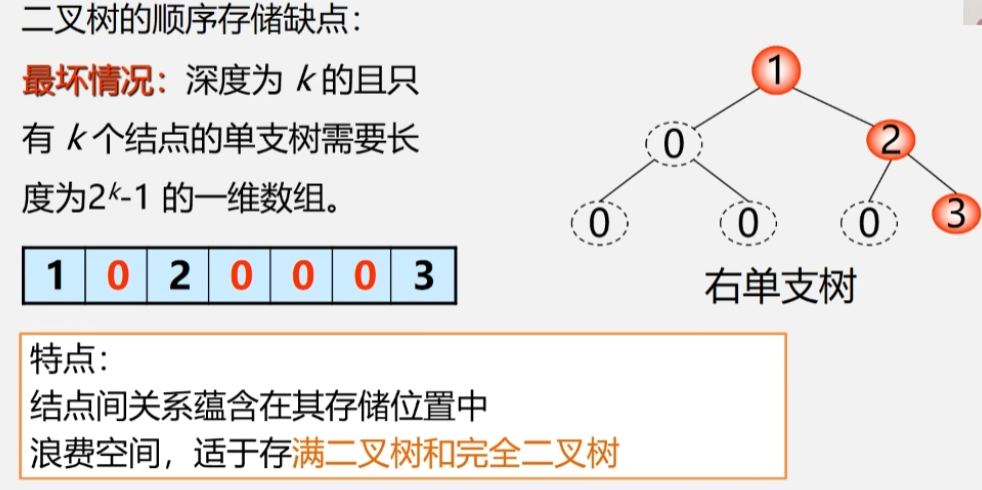 二叉树的顺序存储缺点：
最坏情况：深度为 k 的且只
有 k 个结点的单支树需要长
度为2ᵏ-1 的一维数组。
1 0 2 0 0 0 3
1
0 2
0 0 0 3
右单支树
特点：
结点间关系蕴含在其存储位置中
浪费空间，适于存满二叉树和完全二叉树